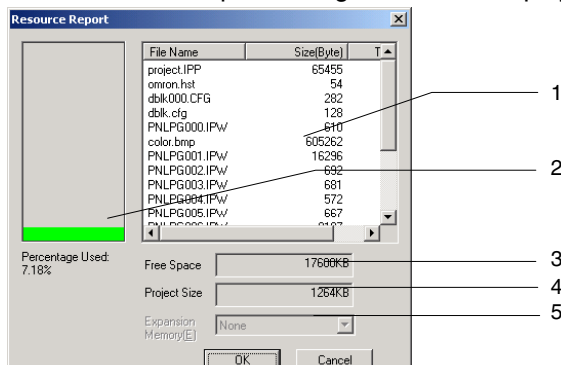 Resource Report
File Name Size(Byte) T
project.IPP 65455
omron.hst 54
dblk000.CFG 282
dblk.cfg 128
PNLPG000.IPW 610
color.bmp 605262
PNLPG001.IPW 16296
PNLPG002.IPW 692
PNLPG003.IPW 681
PNLPG004.IPW 572
PNLPG005.IPW 667
Percentage Used:
7.18%
Free Space 17600KB
Project Size 1264KB
Expansion
Memory[E] None
OK Cancel
1
2
3
4
5